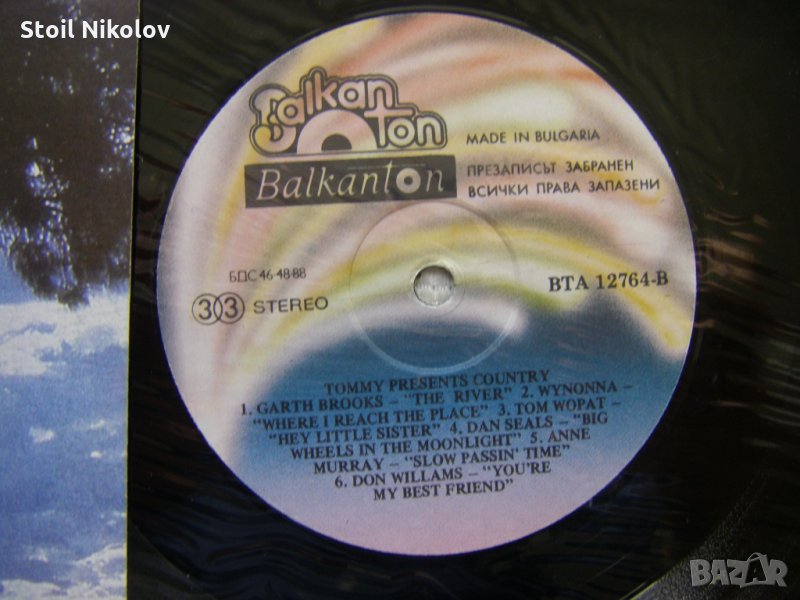 Stoil Nikolov
Balkan
Ton
Balkanton
MADE IN BULGARIA
ПРЕЗАПИСЪТ ЗАБРАНЕН
ВСИЧКИ ПРАВА ЗАПАЗЕНИ
БДС 46-48-88
33 STEREO
BTA 12764-B
TOMMY PRESENTS COUNTRY
1. GARTH BROOKS – "THE RIVER" 2. WYNONNA –
"WHERE I REACH THE PLACE" 3. TOM WOPAT –
"HEY LITTLE SISTER" 4. DAN SEALS – "BIG
WHEELS IN THE MOONLIGHT" 5. ANNE
MURRAY – "SLOW PASSIN' TIME"
6. DON WILLAMS – "YOU'RE
MY BEST FRIEND"
BAZAR